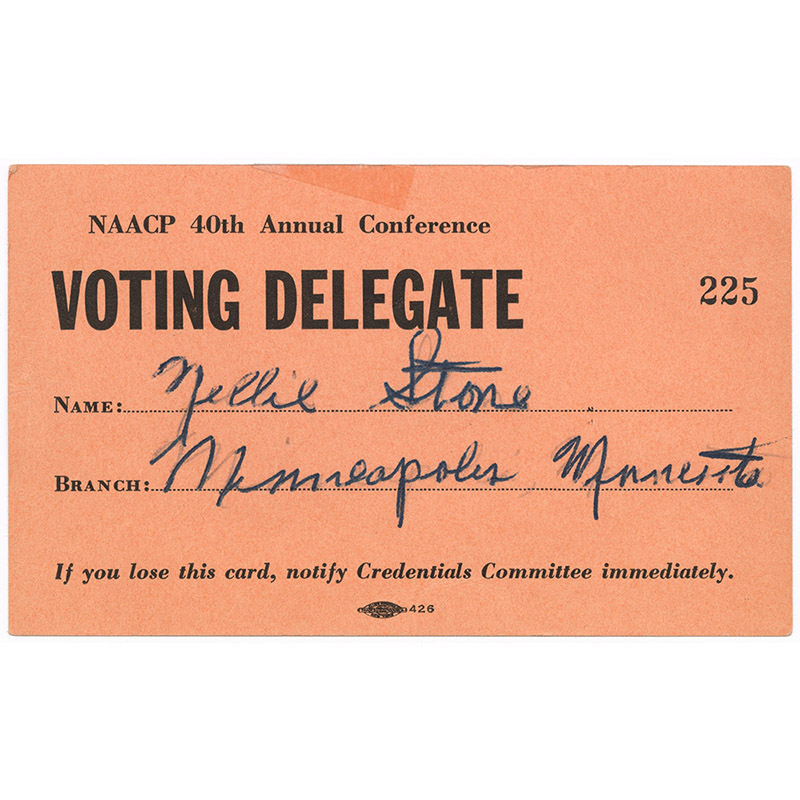 NAACP 40th Annual Conference
VOTING DELEGATE
225
NAME: Nellie Stone
BRANCH: Minneapolis Minnesota
If you lose this card, notify Credentials Committee immediately.
426